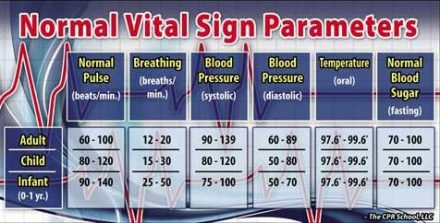 Normal Vital Sign Parameters
Normal Pulse (beats/min.)
Breathing (breaths/min.)
Blood Pressure (systolic)
Blood Pressure (diastolic)
Temperature (oral)
Normal Blood Sugar (fasting)
Adult 60 - 100 12 - 20 90 - 139 60 - 89 97.6° - 99.6° 70 - 100
Child 80 - 120 15 - 30 80 - 120 50 - 80 97.6° - 99.6° 70 - 100
Infant (0-1 yr.) 90 - 140 25 - 50 75 - 100 50 - 70 97.6° - 99.6° 70 - 100
- The CPR School, LLC